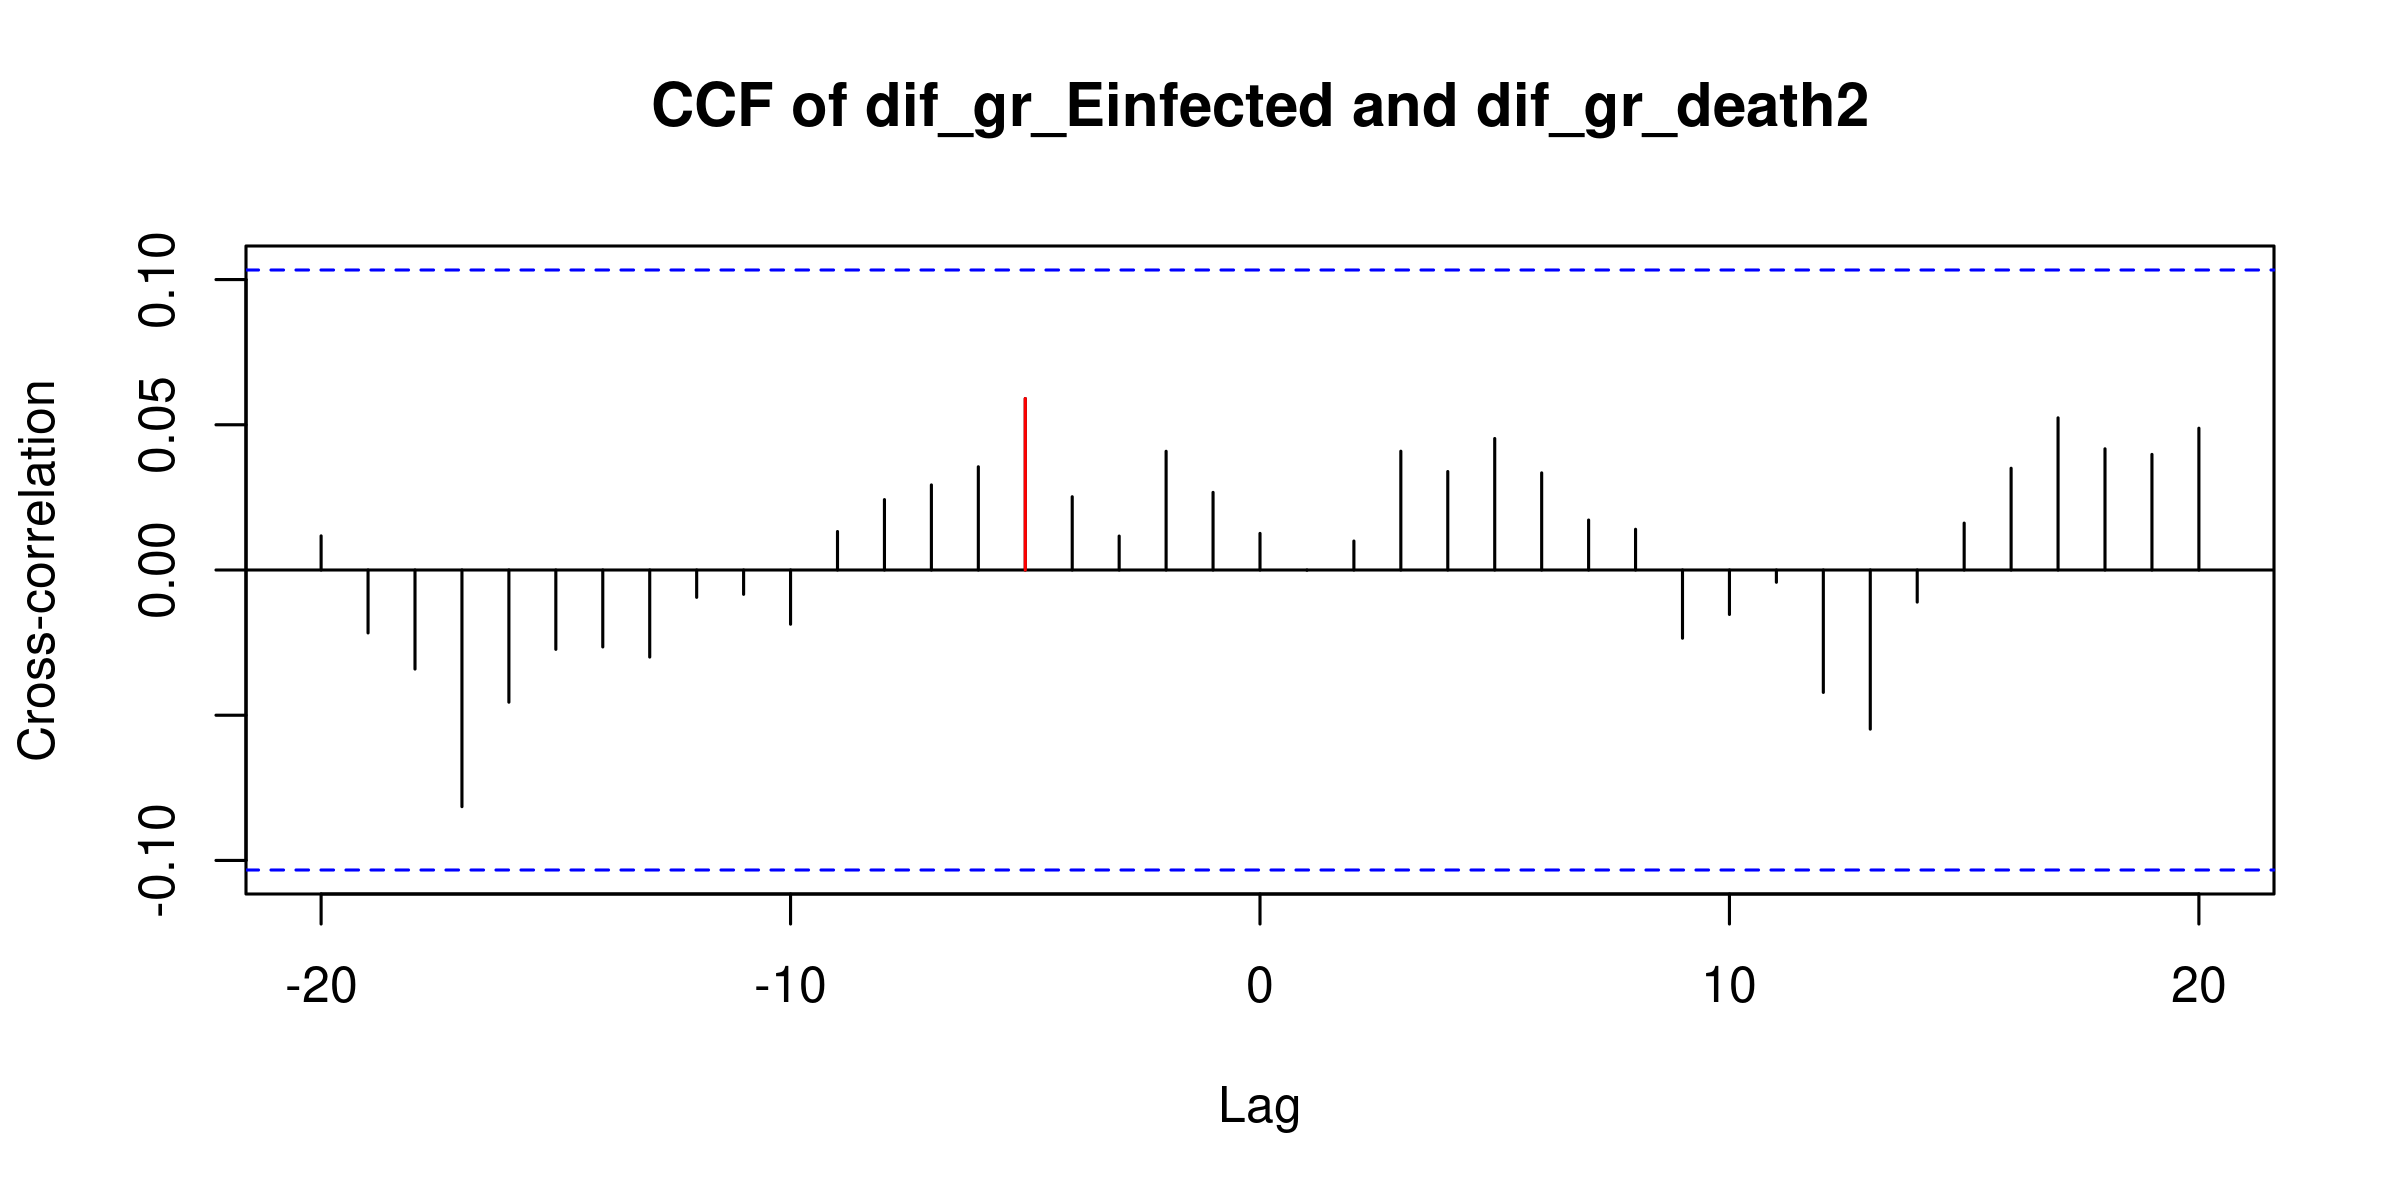 CCF of dif_gr_Einfected and dif_gr_death2
Cross-correlation
0.10
0.05
0.00
-0.10
-20 -10 0 10 20
Lag